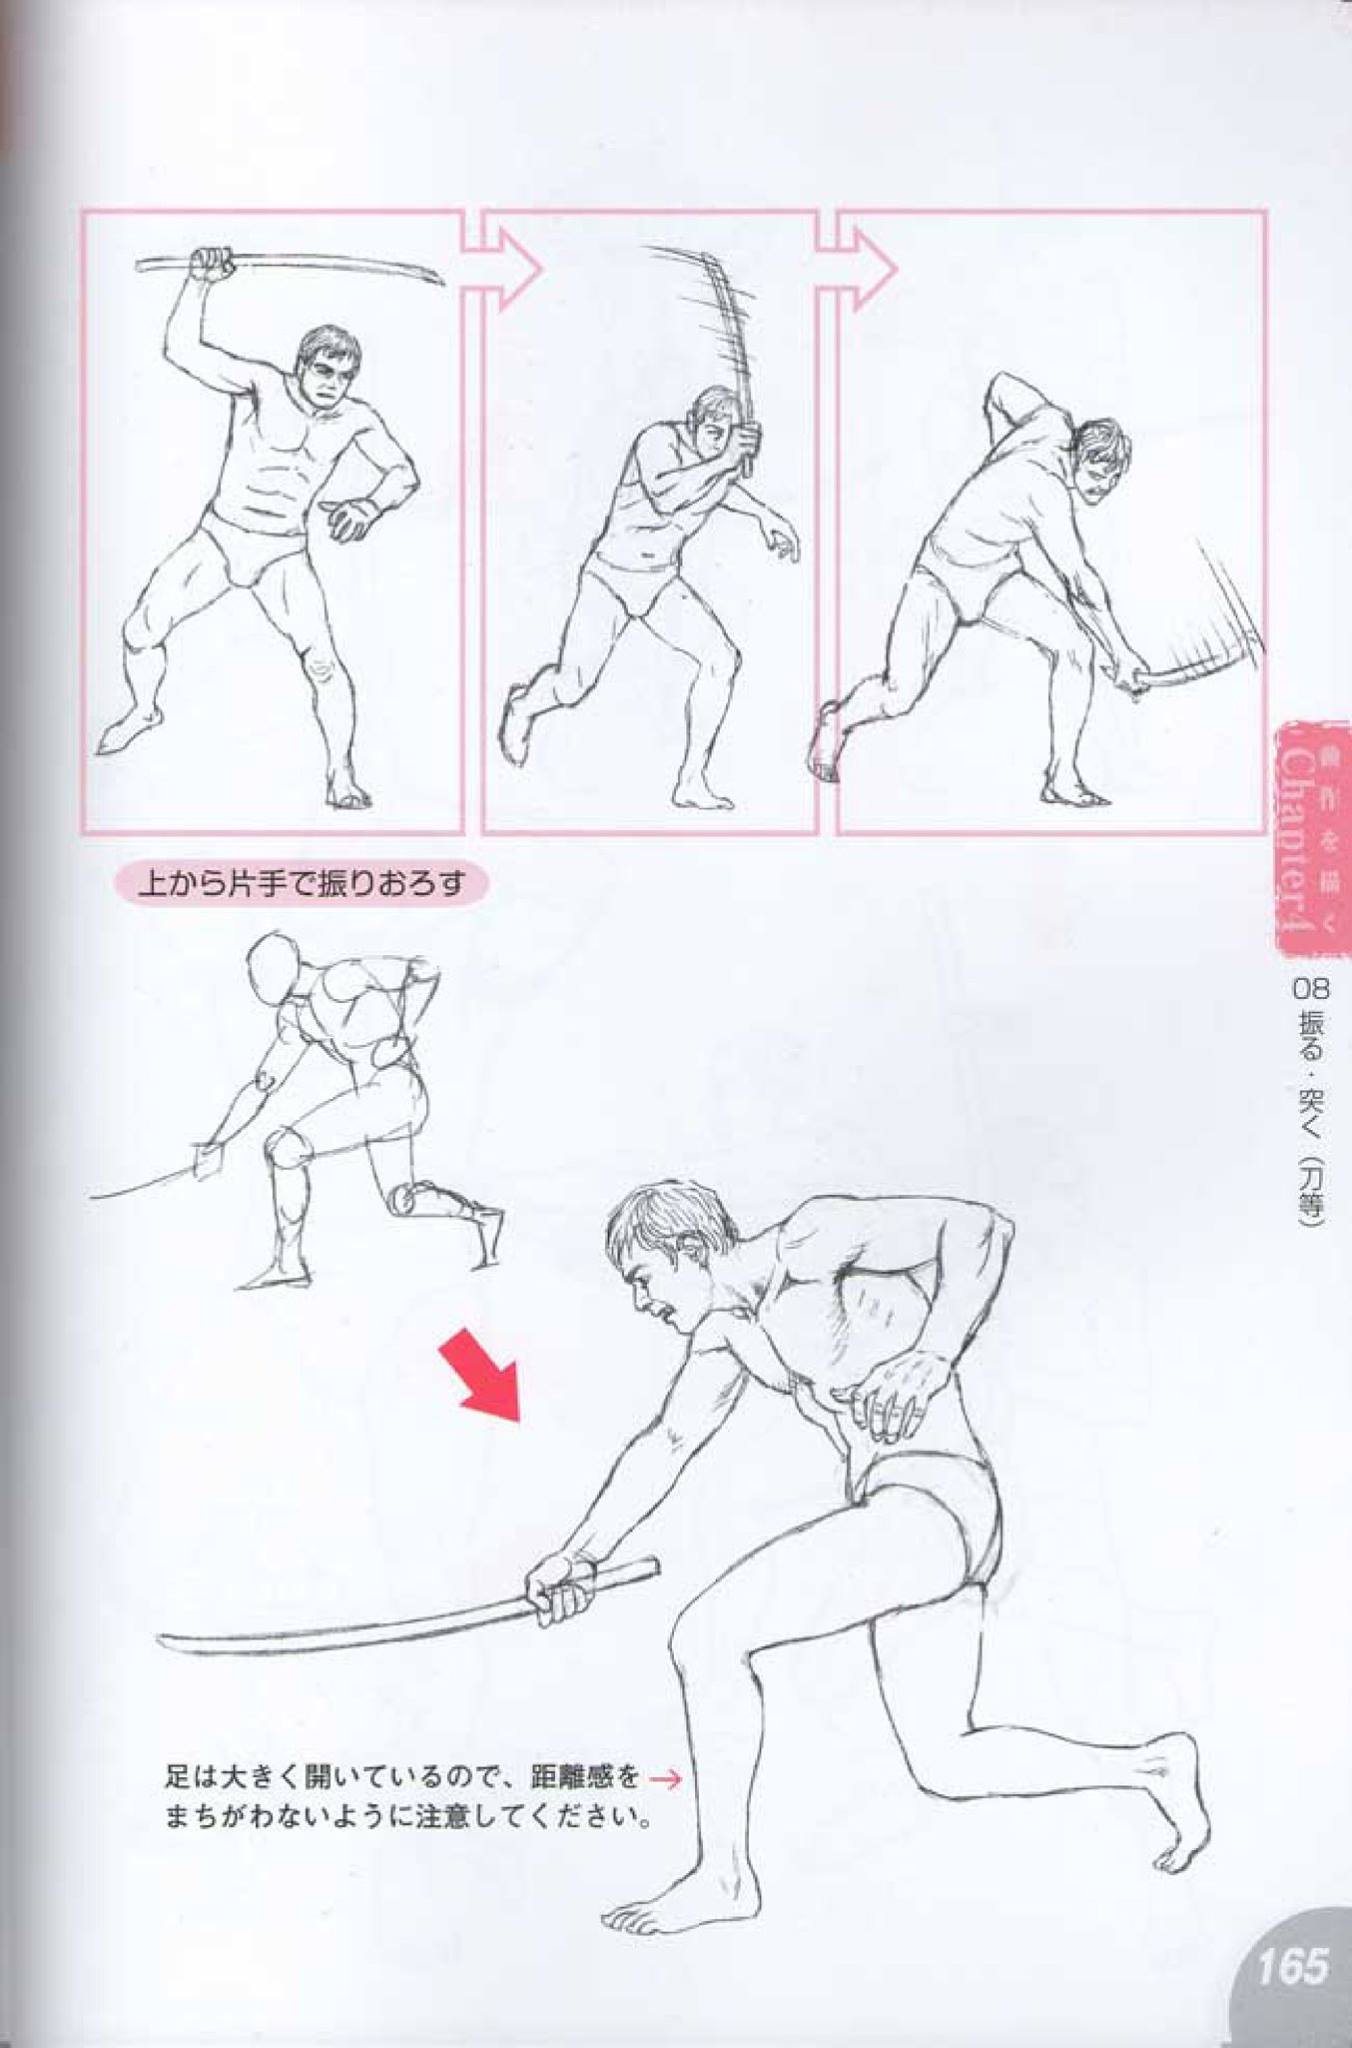 上から片手で振りおろす
動作を描く
Chapter4
08 振る・突く（刀等）
足は大きく開いているので、距離感を
まちがわないように注意してください。
165